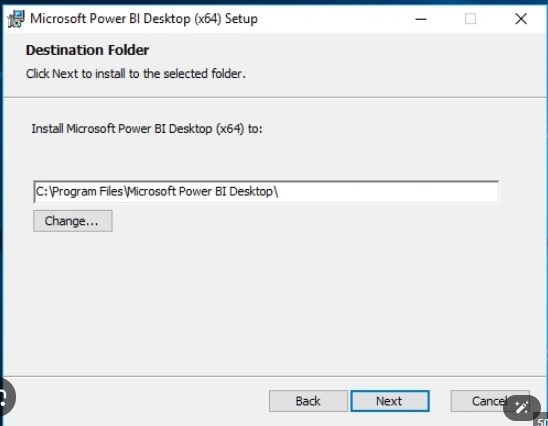 Microsoft Power BI Desktop (x64) Setup
Destination Folder
Click Next to install to the selected folder.
Install Microsoft Power BI Desktop (x64) to:
C:\Program Files\Microsoft Power BI Desktop\
Change...
Back Next Cancel
50